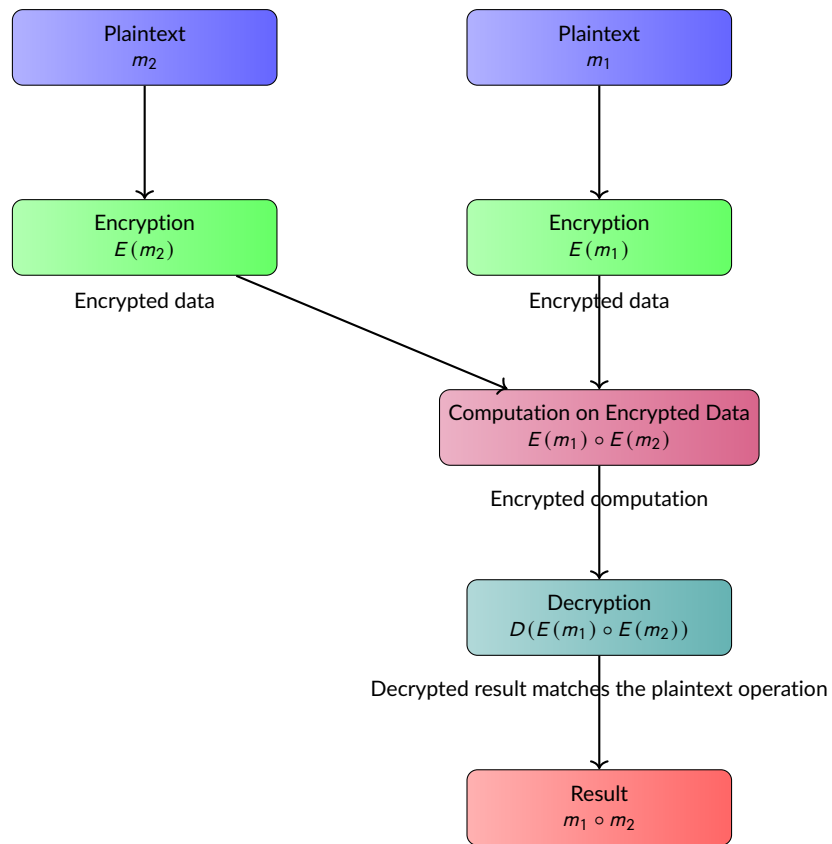 Plaintext
m₂
Plaintext
m₁
Encryption
E(m₂)
Encryption
E(m₁)
Encrypted data
Encrypted data
Computation on Encrypted Data
E(m₁) ∘ E(m₂)
Encrypted computation
Decryption
D(E(m₁) ∘ E(m₂))
Decrypted result matches the plaintext operation
Result
m₁ ∘ m₂